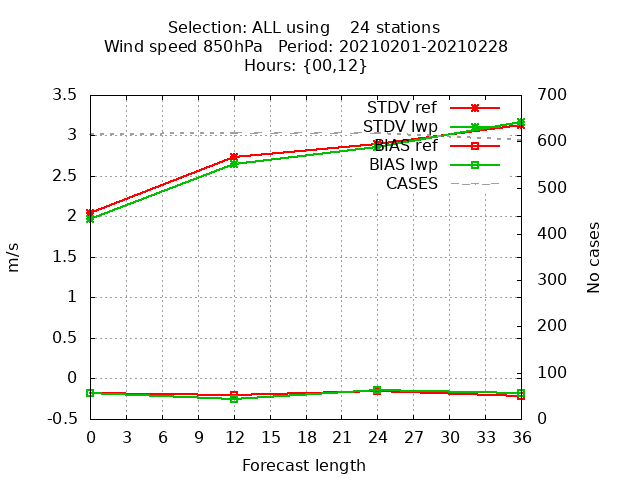 Selection: ALL using    24 stations
Wind speed 850hPa   Period: 20210201-20210228
Hours: {00,12}
3.5
3
2.5
2
1.5
1
0.5
0
-0.5
m/s
STDV ref
STDV lwp
BIAS ref
BIAS lwp
CASES
700
600
500
400
300
200
100
0
No cases
0 3 6 9 12 15 18 21 24 27 30 33 36
Forecast length